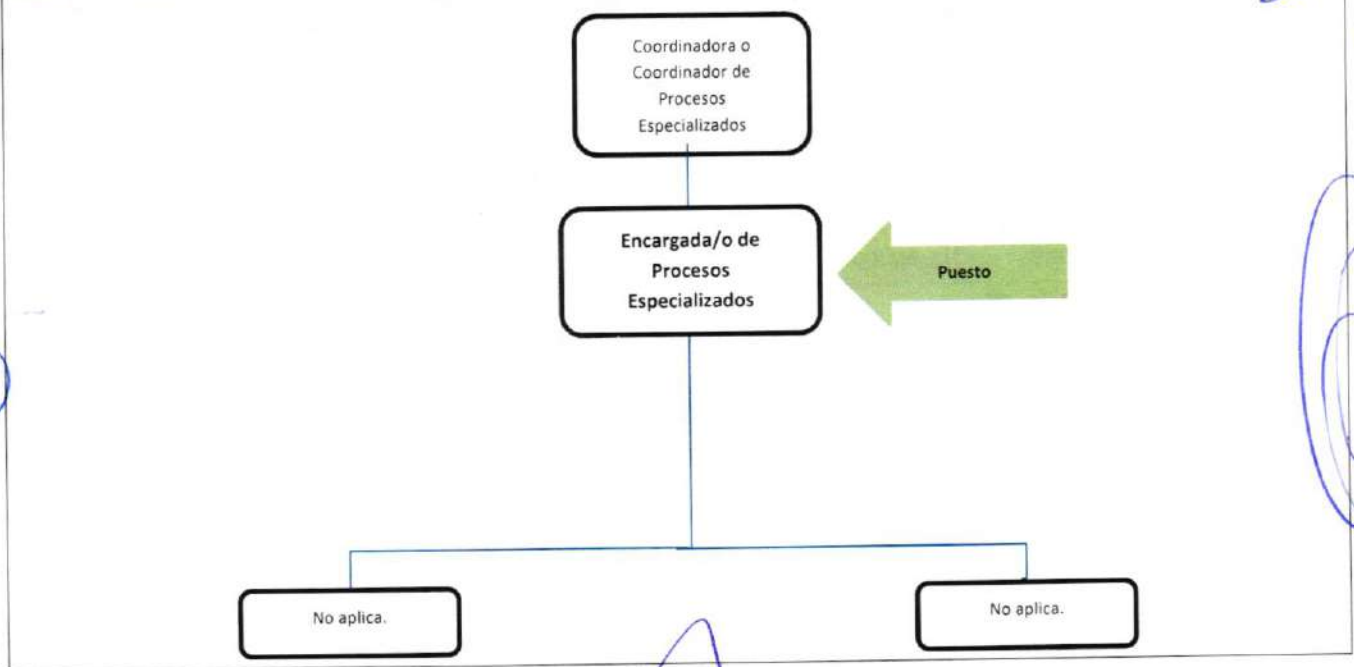 Coordinadora o
Coordinador de
Procesos
Especializados
Encargada/o de
Procesos
Especializados
Puesto
No aplica.
No aplica.